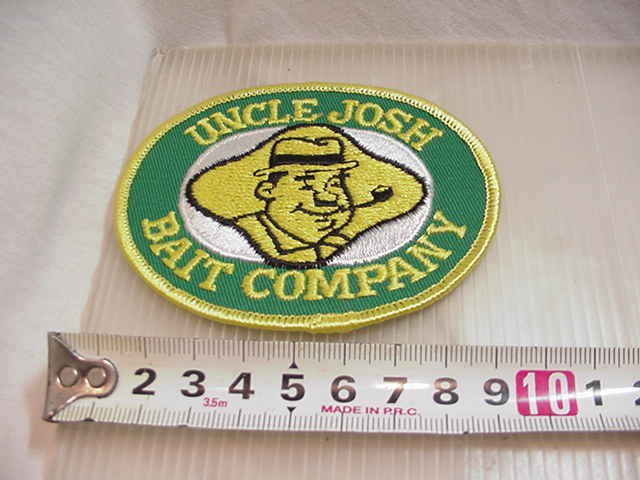 UNCLE JOSH
BAIT COMPANY
2 3 4 5 6 7 8 9 10 1 2
3.5m
MADE IN P.R.C.